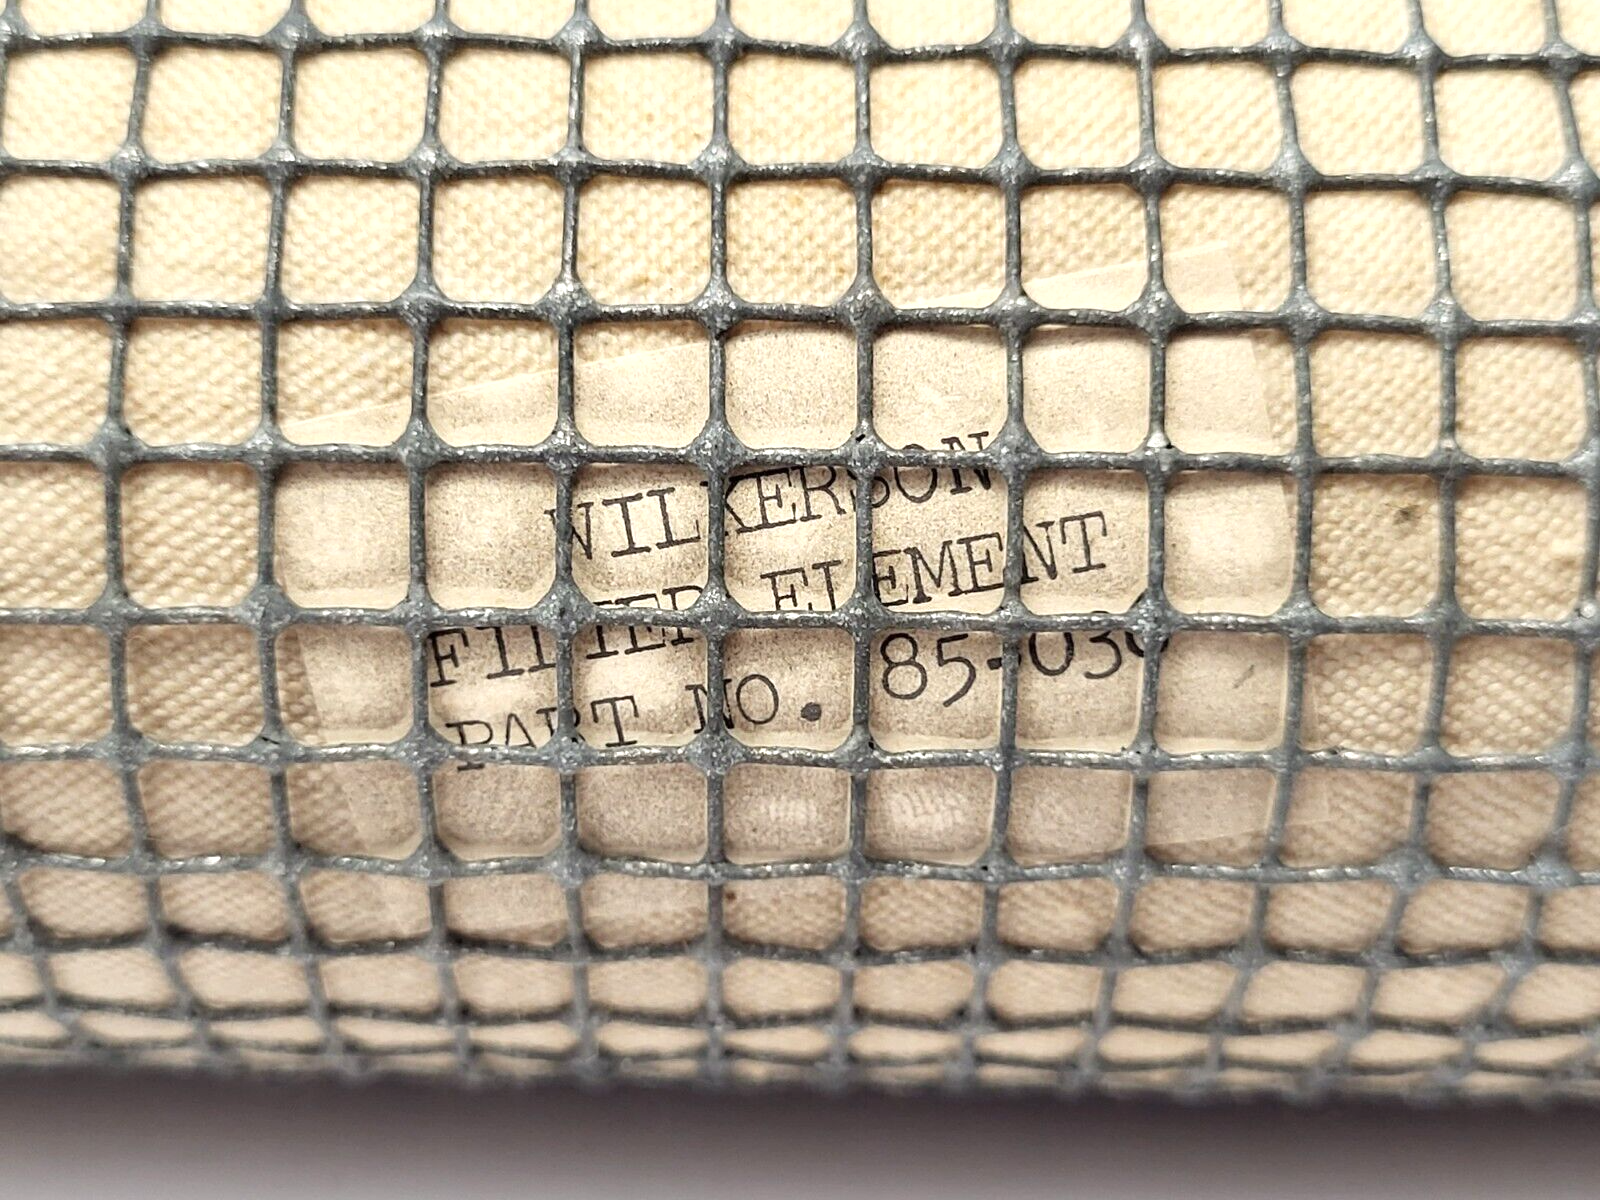 WILKERSON
FILTER ELEMENT
PART NO.